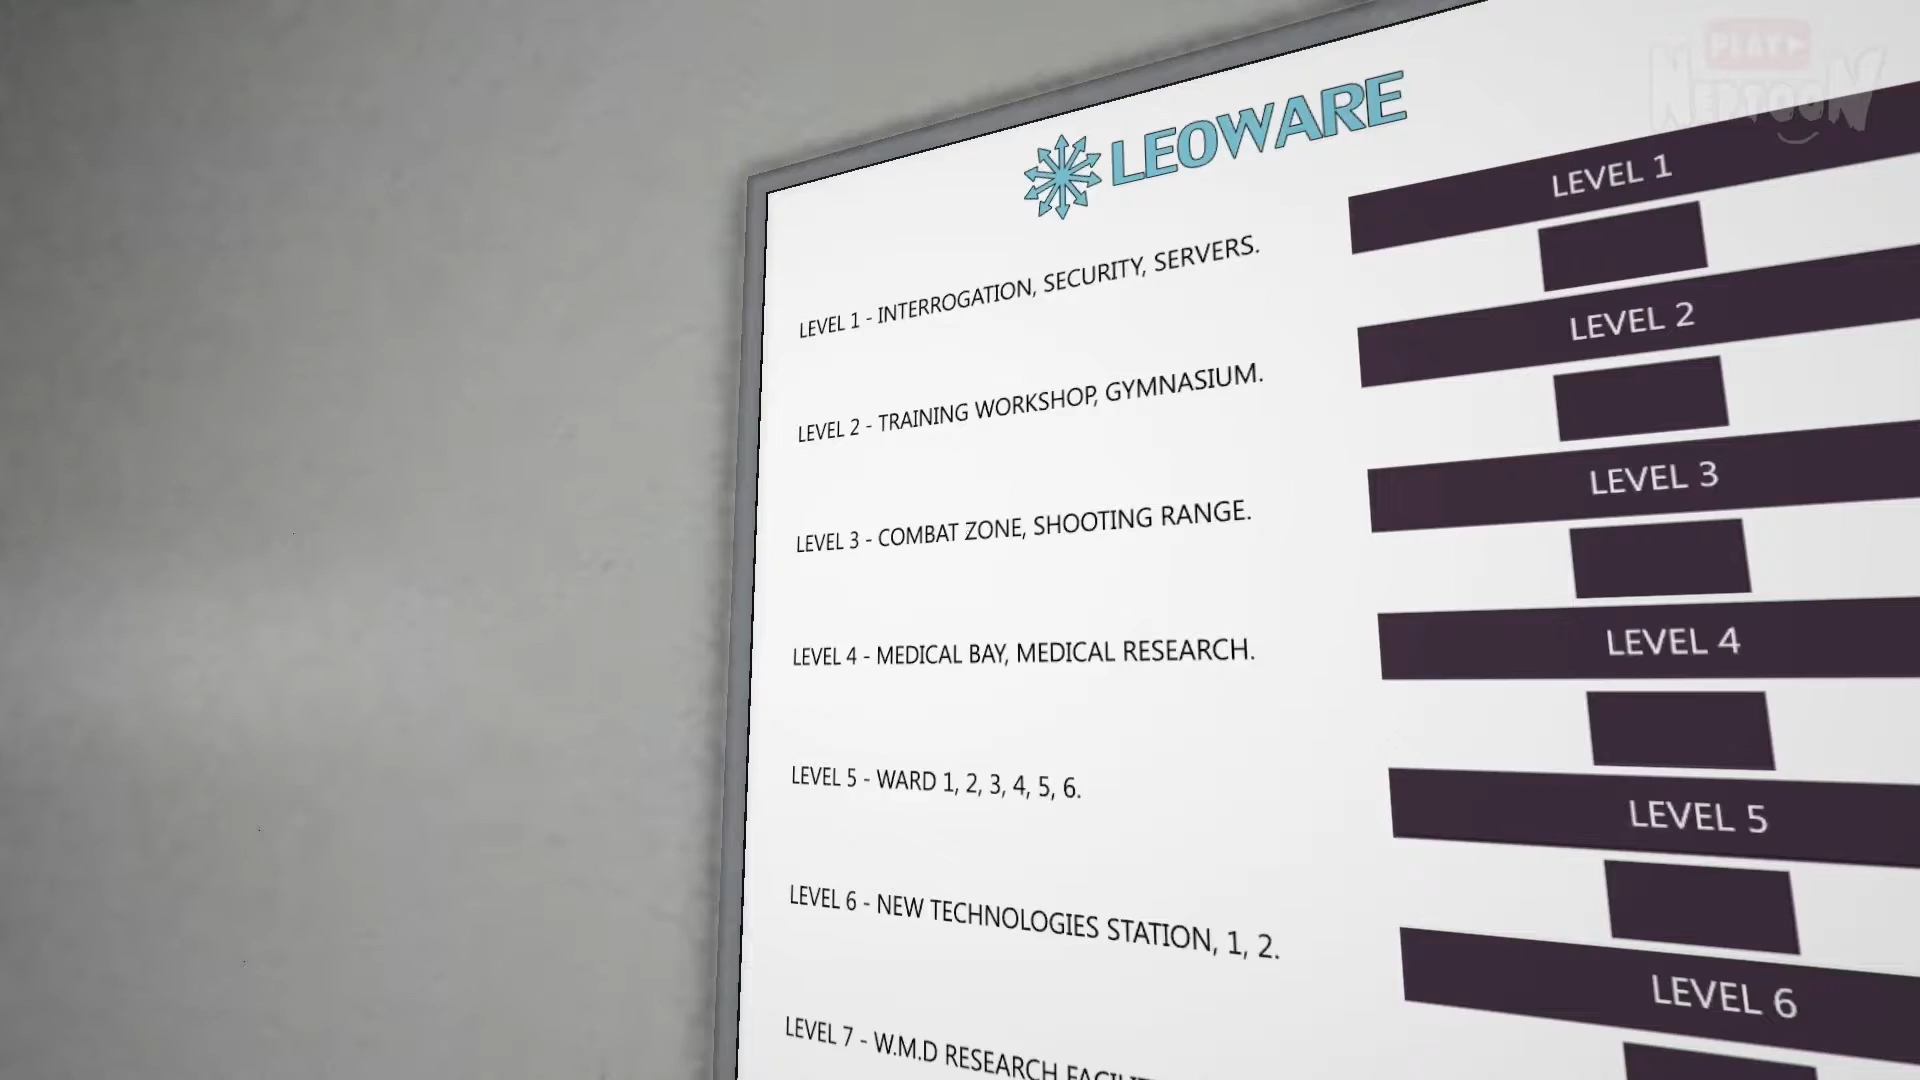 PLAY
NEPTOON
LEOWARE
LEVEL 1 - INTERROGATION, SECURITY, SERVERS.
LEVEL 2 - TRAINING WORKSHOP, GYMNASIUM.
LEVEL 3 - COMBAT ZONE, SHOOTING RANGE.
LEVEL 4 - MEDICAL BAY, MEDICAL RESEARCH.
LEVEL 5 - WARD 1, 2, 3, 4, 5, 6.
LEVEL 6 - NEW TECHNOLOGIES STATION, 1, 2.
LEVEL 7 - W.M.D RESEARCH
LEVEL 1
LEVEL 2
LEVEL 3
LEVEL 4
LEVEL 5
LEVEL 6